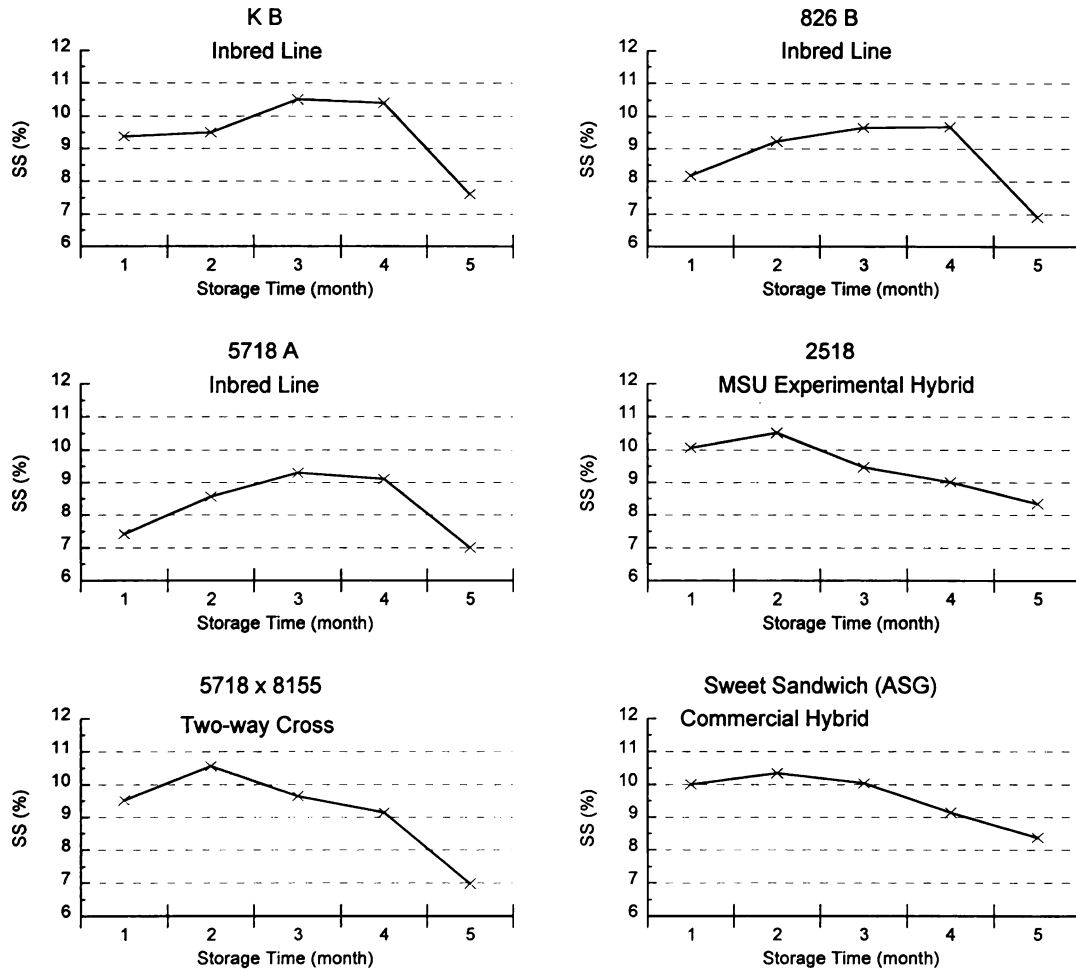 K B
Inbred Line
SS (%)
12
11
10
9
8
7
6
1 2 3 4 5
Storage Time (month)
826 B
Inbred Line
SS (%)
12
11
10
9
8
7
6
1 2 3 4 5
Storage Time (month)
5718 A
Inbred Line
SS (%)
12
11
10
9
8
7
6
1 2 3 4 5
Storage Time (month)
2518
MSU Experimental Hybrid
SS (%)
12
11
10
9
8
7
6
1 2 3 4 5
Storage Time (month)
5718 x 8155
Two-way Cross
SS (%)
12
11
10
9
8
7
6
1 2 3 4 5
Storage Time (month)
Sweet Sandwich (ASG)
Commercial Hybrid
SS (%)
12
11
10
9
8
7
6
1 2 3 4 5
Storage Time (month)